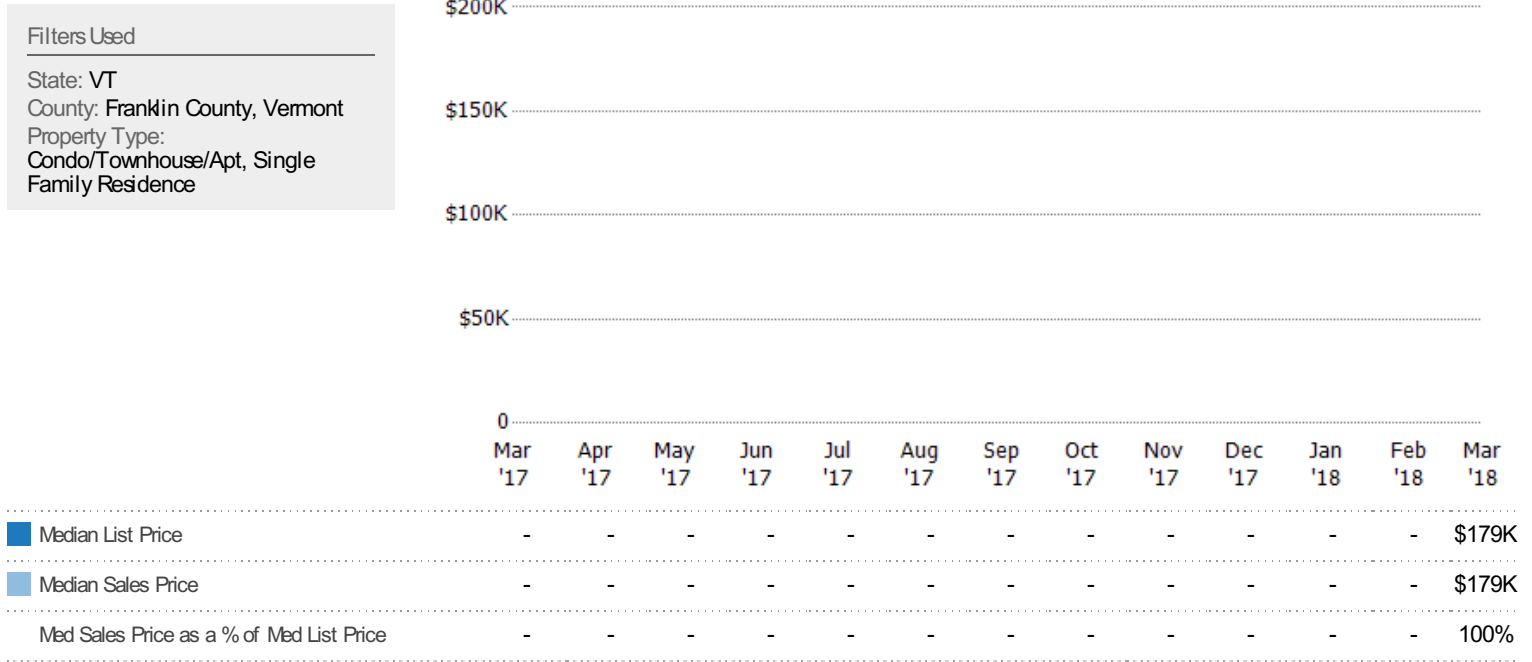 Filters Used
State: VT
County: Franklin County, Vermont
Property Type:
Condo/Townhouse/Apt, Single
Family Residence
$200K
$150K
$100K
$50K
0
Mar Apr May Jun Jul Aug Sep Oct Nov Dec Jan Feb Mar
'17 '17 '17 '17 '17 '17 '17 '17 '17 '17 '18 '18 '18
Median List Price - - - - - - - - - - - - $179K
Median Sales Price - - - - - - - - - - - - $179K
Med Sales Price as a % of Med List Price - - - - - - - - - - - - 100%